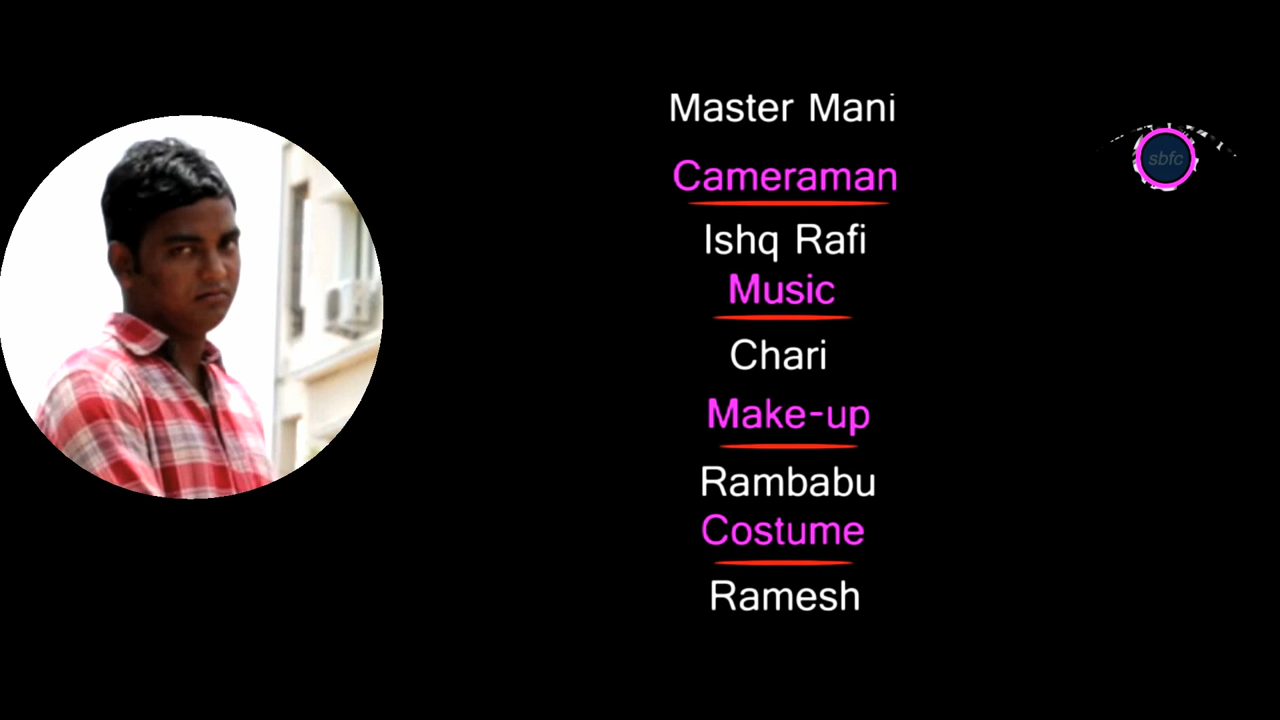 Master Mani
Cameraman
Ishq Rafi
Music
Chari
Make-up
Rambabu
Costume
Ramesh
sbfc